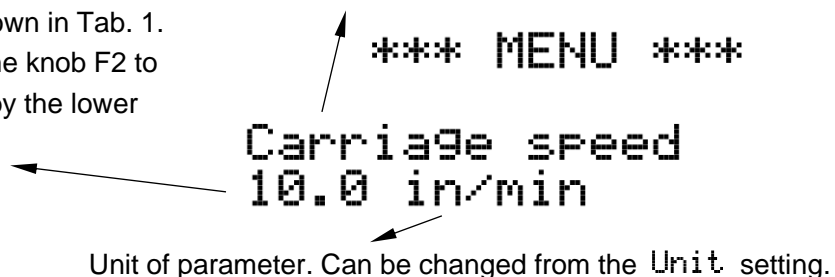 own in Tab. 1.
ne knob F2 to
by the lower
*** MENU ***
Carriage speed
10.0 in/min
Unit of parameter. Can be changed from the Unit setting.